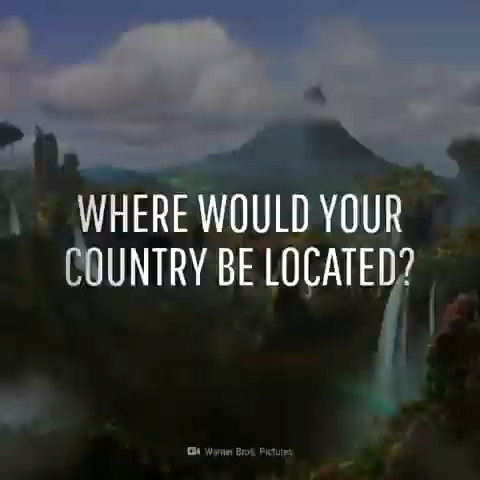 WHERE WOULD YOUR
COUNTRY BE LOCATED?
Warner Bros. Pictures